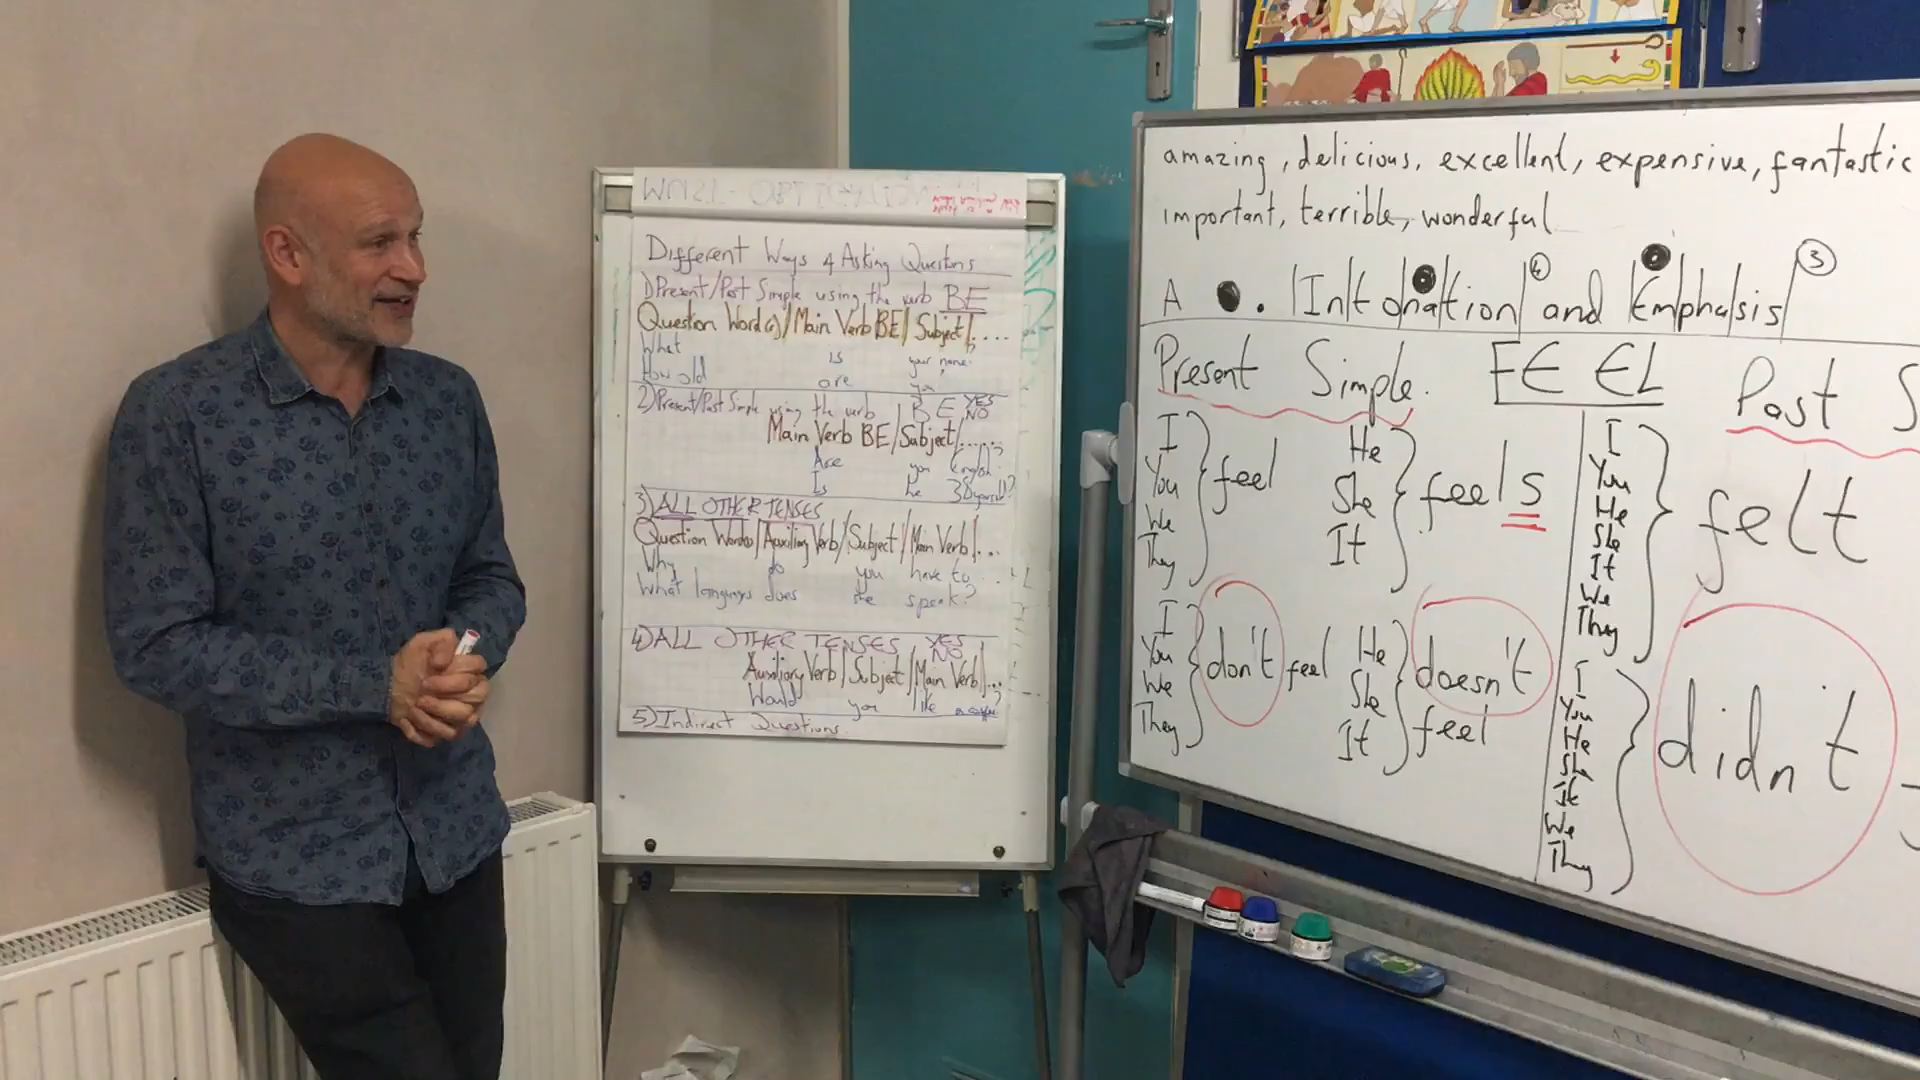 Different Ways 4 Asking Questions
1) Present/Past Simple using the verb BE
Question Word(s)/Main Verb BE/Subject/....
What is your name?
How old are you
2) Present/Past Simple using the verb BE YES NO
Main Verb BE/Subject/.....
Are you English?
Is he
3) ALL OTHER TENSES
Question Word(s)/Auxiliary Verb/Subject/Main Verb/...
Why do you have to...
What languages does she speak?
4) ALL OTHER TENSES YES NO
Auxiliary Verb/Subject/Main Verb/...
Would you like a coffee?
5) Indirect Questions
amazing, delicious, excellent, expensive, fantastic
important, terrible, wonderful
A Intonation 4 and Emphasis 3
Present Simple. FEEL Past S
I
You
We
They
feel
He
She
It
feels
I
You
He
She
It
We
They
felt
I
You
We
They
don't feel
He
She
It
doesn't
feel
I
You
He
She
It
We
They
didn't